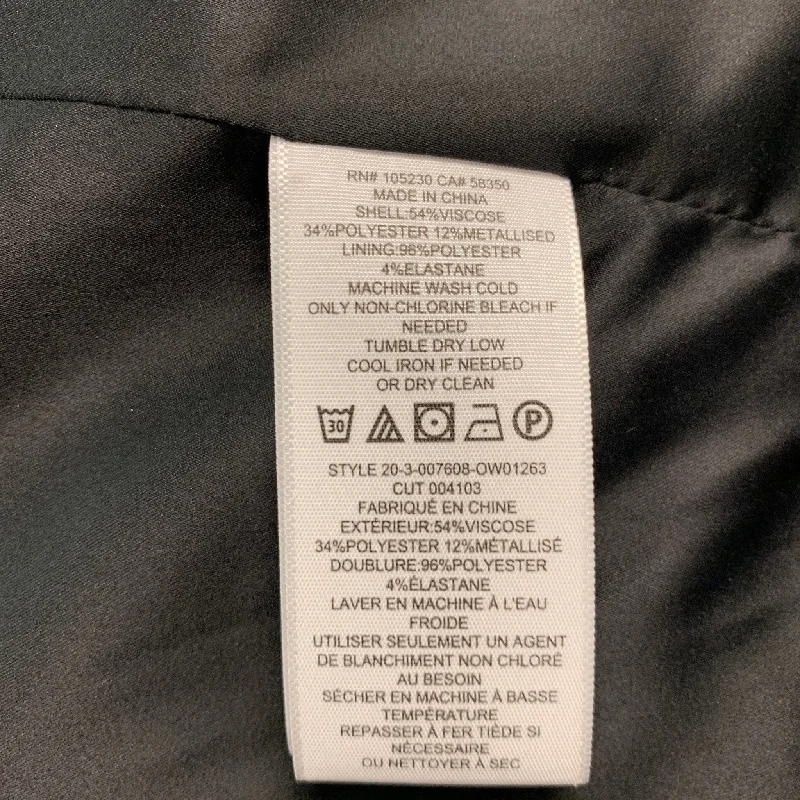 RN# 105230 CA# 58350
MADE IN CHINA
SHELL:54%VISCOSE
34%POLYESTER 12%METALLISED
LINING:96%POLYESTER
4%ELASTANE
MACHINE WASH COLD
ONLY NON-CHLORINE BLEACH IF
NEEDED
TUMBLE DRY LOW
COOL IRON IF NEEDED
OR DRY CLEAN
30 P
STYLE 20-3-007608-OW01263
CUT 004103
FABRIQUÉ EN CHINE
EXTÉRIEUR:54%VISCOSE
34%POLYESTER 12%MÉTALLISÉ
DOUBLURE:96%POLYESTER
4%ÉLASTANE
LAVER EN MACHINE À L'EAU
FROIDE
UTILISER SEULEMENT UN AGENT
DE BLANCHIMENT NON CHLORÉ
AU BESOIN
SÉCHER EN MACHINE À BASSE
TEMPÉRATURE
REPASSER À FER TIÈDE SI
NÉCESSAIRE
OU NETTOYER À SEC